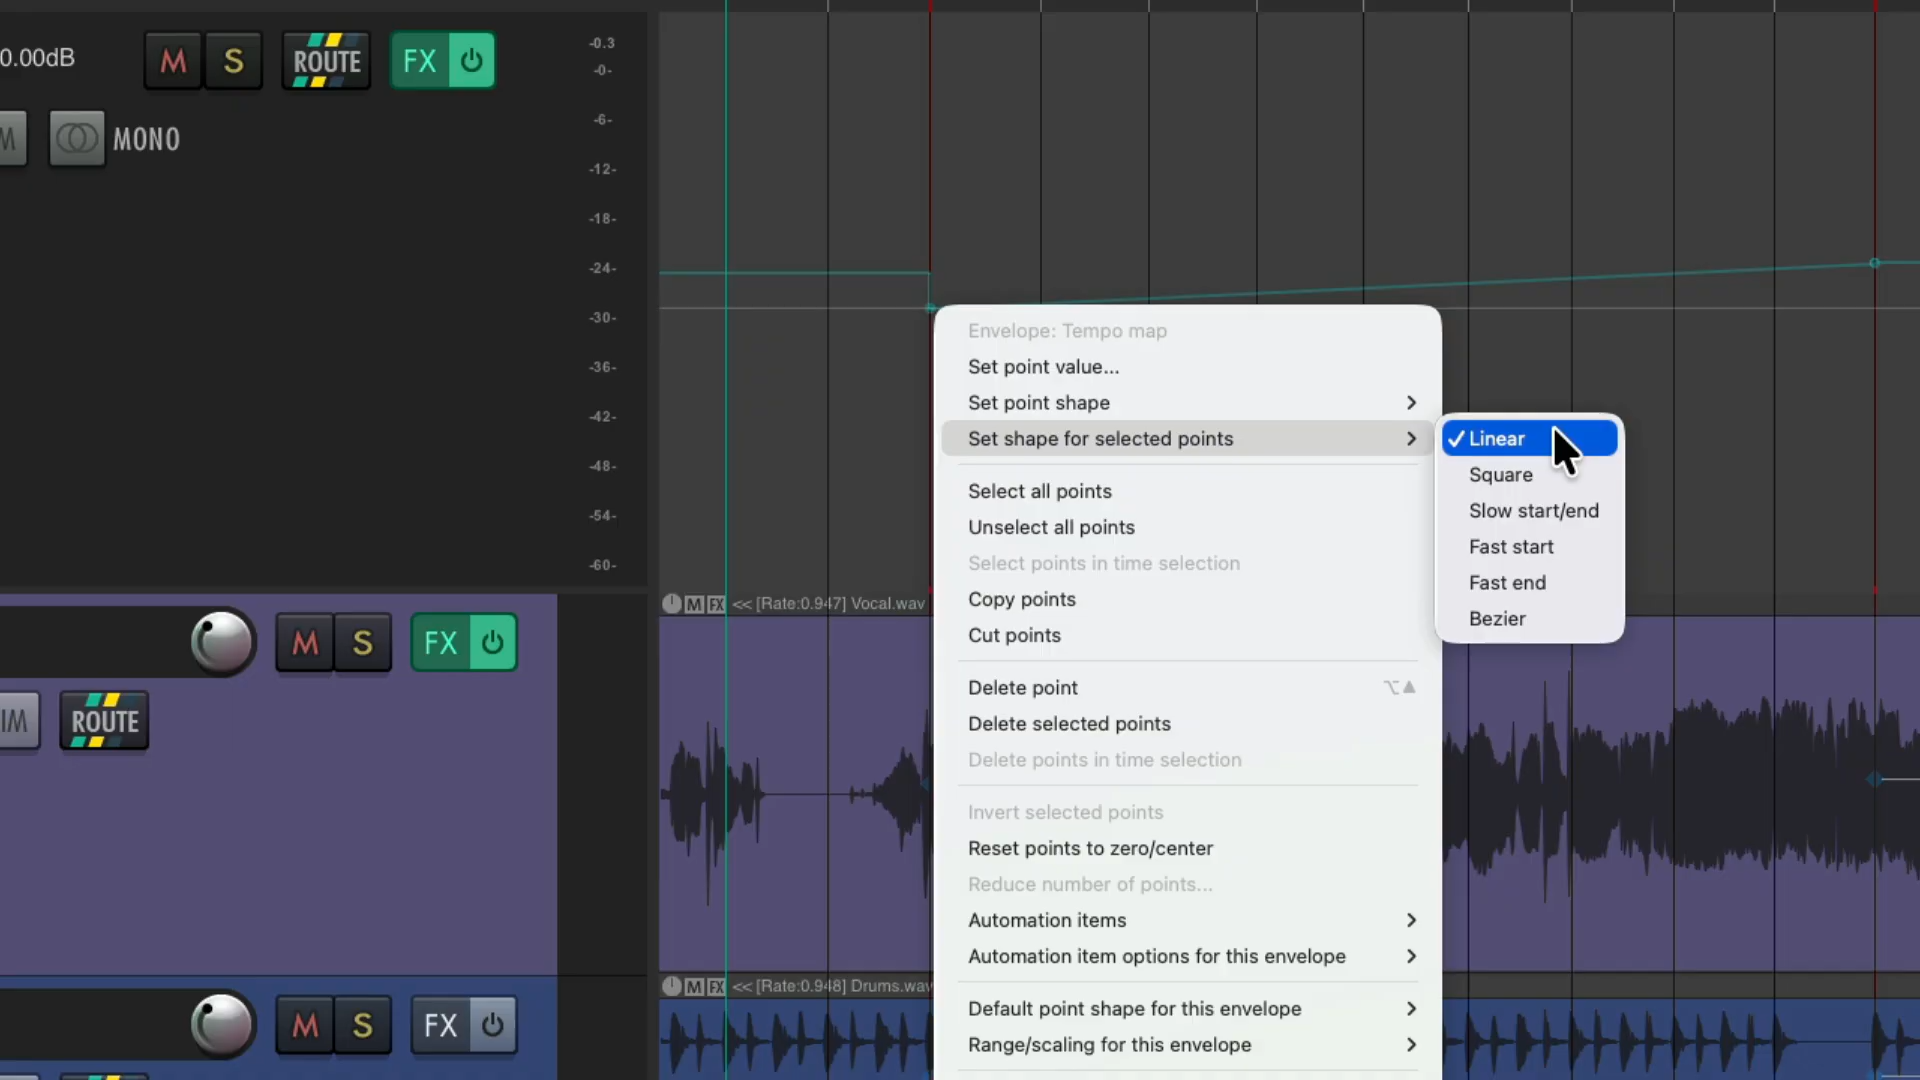 0.00dB
M
S
ROUTE
FX
-0.3
-0-
-6-
-12-
-18-
-24-
-30-
-36-
-42-
-48-
-54-
-60-
M
MONO
Envelope: Tempo map
Set point value...
Set point shape
Set shape for selected points
Select all points
Unselect all points
Select points in time selection
Copy points
Cut points
Delete point
⌥▲
Delete selected points
Delete points in time selection
Invert selected points
Reset points to zero/center
Reduce number of points...
Automation items
Automation item options for this envelope
Default point shape for this envelope
Range/scaling for this envelope
✓ Linear
Square
Slow start/end
Fast start
Fast end
Bezier
M FX << [Rate:0.947] Vocal.wav
M
S
FX
IM
ROUTE
M FX << [Rate:0.948] Drums.wav
M
S
FX